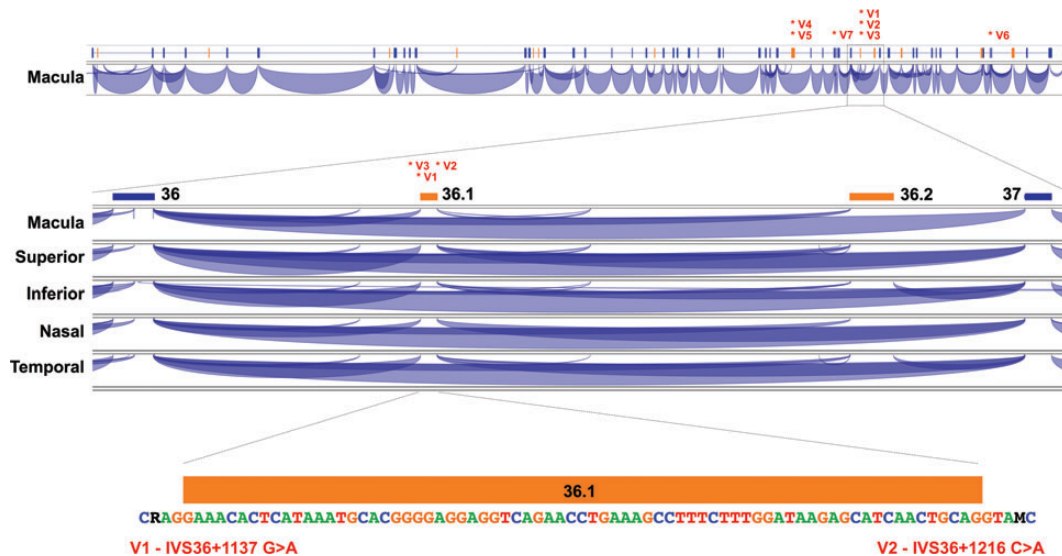 * V1
* V4 * V2
* V5 * V7 * V3 * V6
Macula
* V3 * V2
* V1
36 36.1 36.2 37
Macula
Superior
Inferior
Nasal
Temporal
36.1
CRAGGAAACACTCATAAATGCACGGGGAGGAGGTCAGAACCTGAAAGCCTTTCTTTGGATAAGAGCATCAACTGCAGGTAMC
V1 - IVS36+1137 G>A V2 - IVS36+1216 C>A